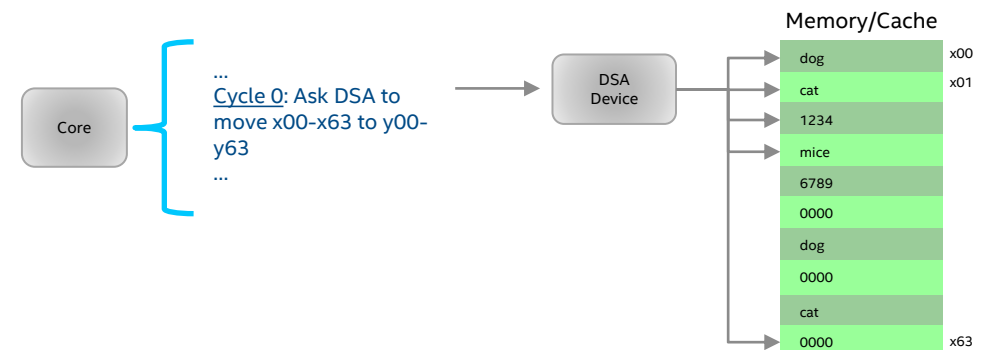 Memory/Cache
Core
...
Cycle 0: Ask DSA to
move x00-x63 to y00-
y63
...
DSA
Device
dog x00
cat x01
1234
mice
6789
0000
dog
0000
cat
0000 x63